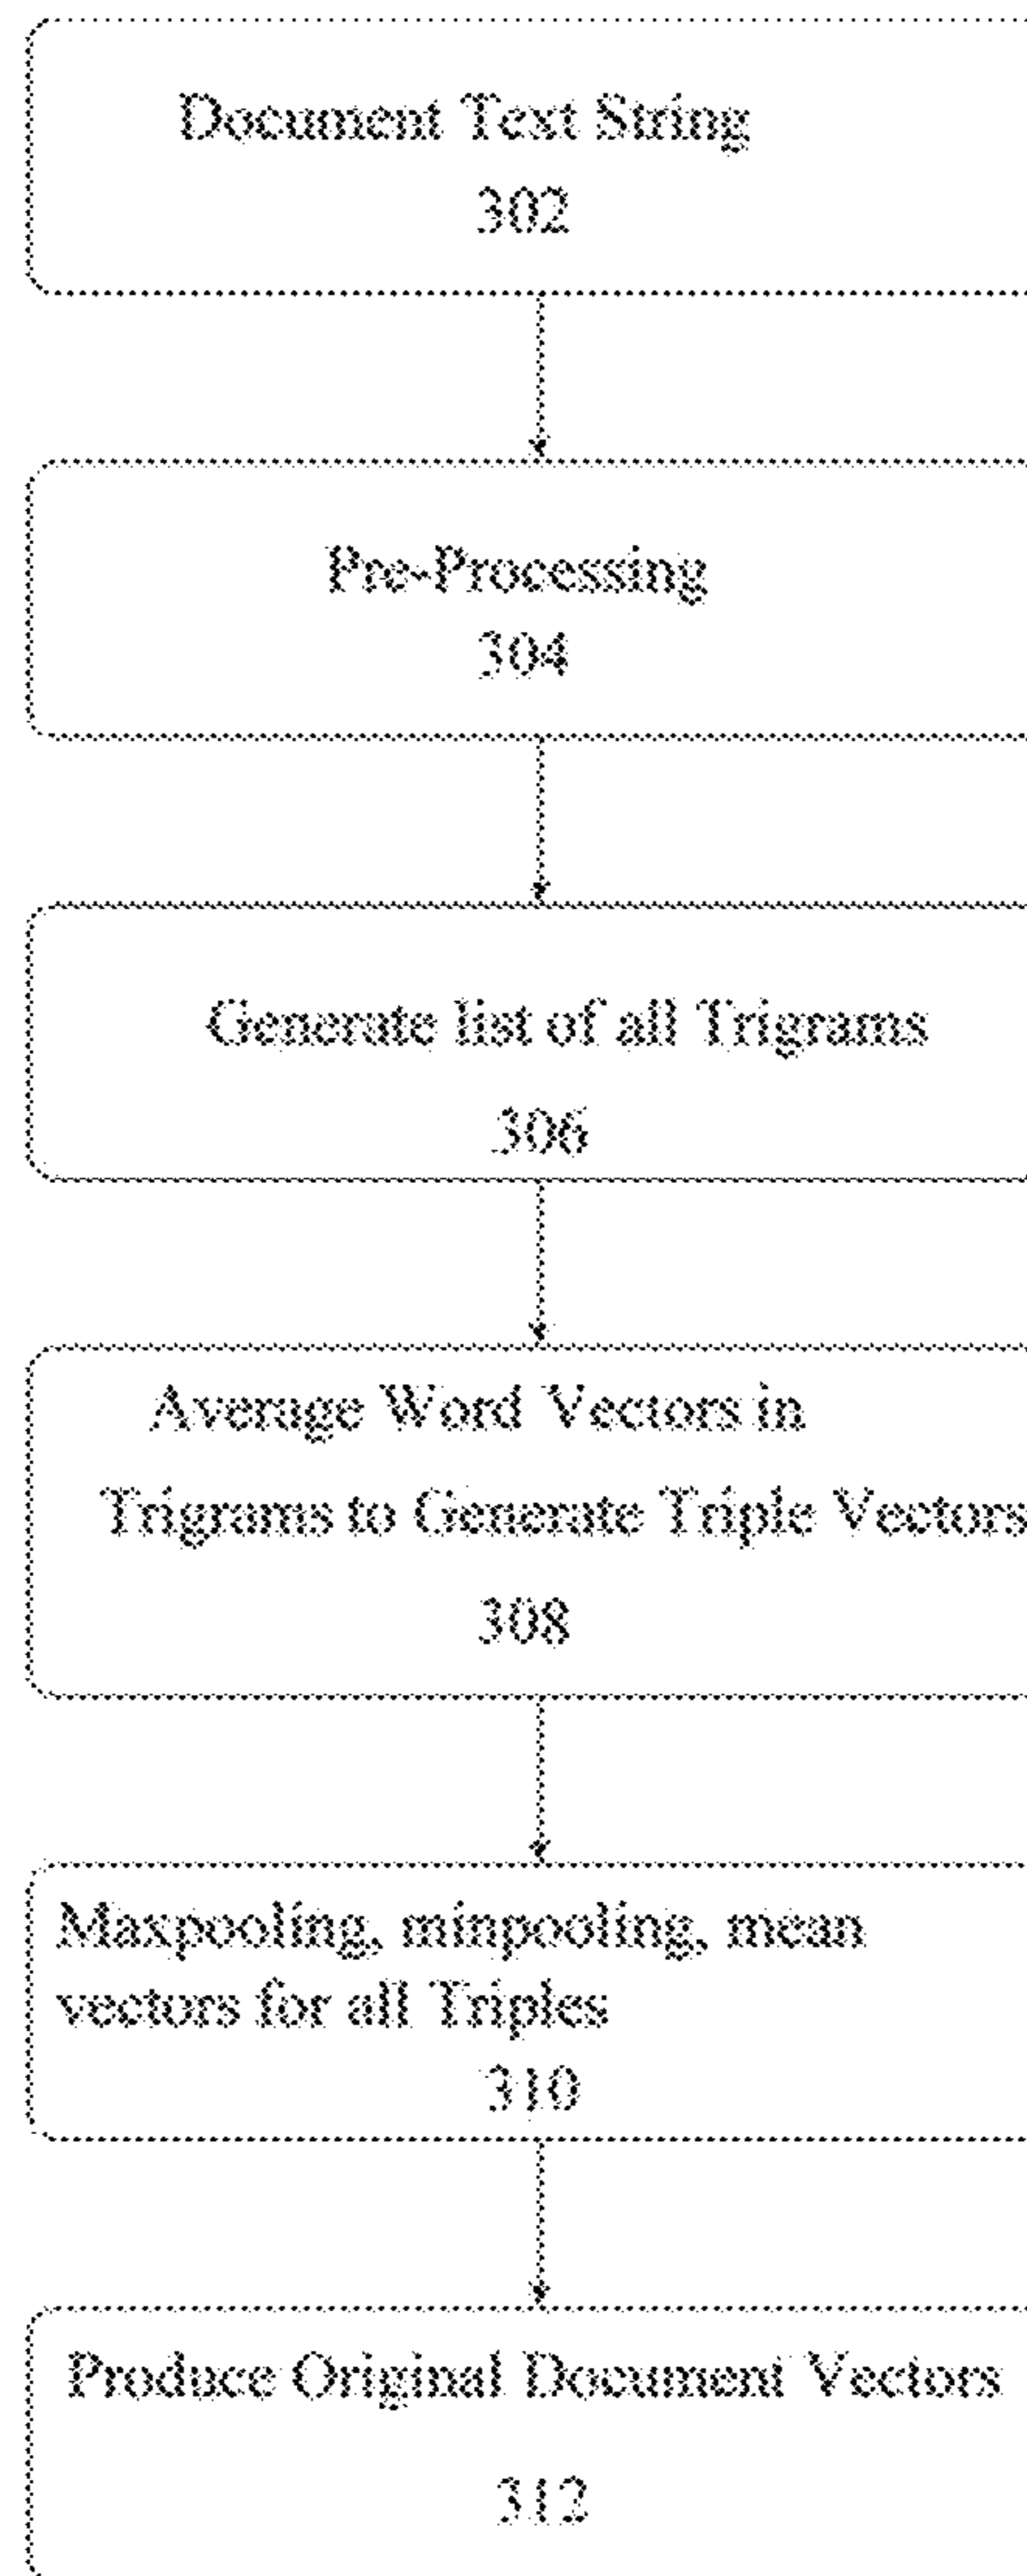 Document Text String
302
Pre-Processing
304
Generate list of all Trigrams
306
Average Word Vectors in
Trigrams to Generate Triple Vectors
308
Maxpooling, minpooling, mean
vectors for all Triples
310
Produce Original Document Vectors
312